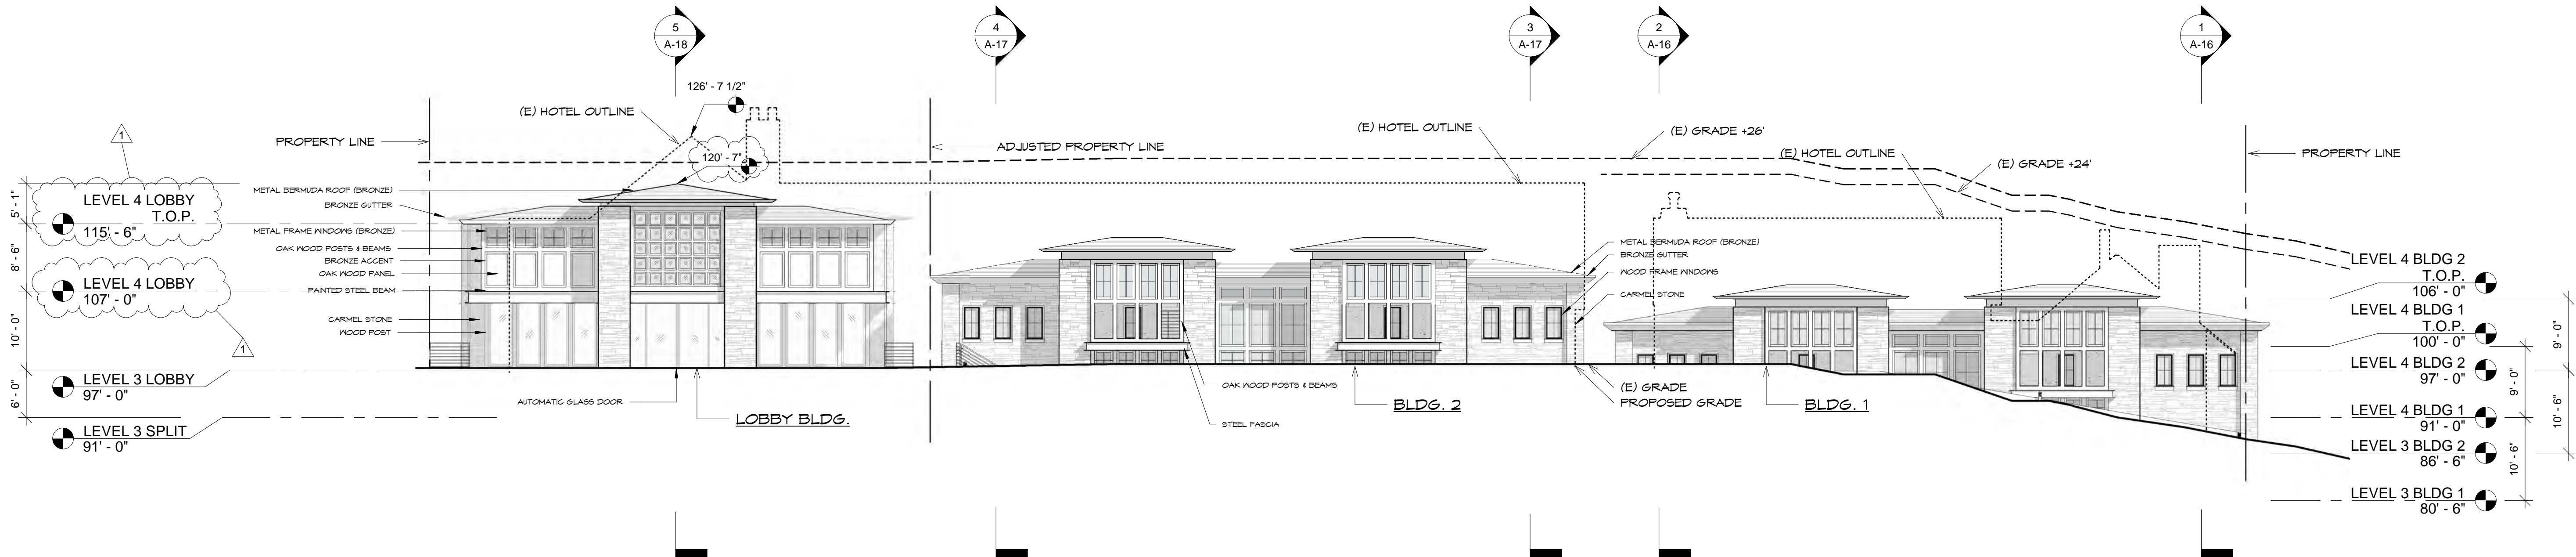 5
A-18
4
A-17
3
A-17
2
A-16
1
A-16
126' - 7 1/2"
(E) HOTEL OUTLINE
120' - 7"
PROPERTY LINE
ADJUSTED PROPERTY LINE
(E) HOTEL OUTLINE
(E) GRADE +26'
(E) HOTEL OUTLINE
(E) GRADE +24'
PROPERTY LINE
1
5' - 1"
8' - 6"
10' - 0"
6' - 0"
LEVEL 4 LOBBY
T.O.P.
115' - 6"
LEVEL 4 LOBBY
107' - 0"
1
LEVEL 3 LOBBY
97' - 0"
LEVEL 3 SPLIT
91' - 0"
METAL BERMUDA ROOF (BRONZE)
BRONZE GUTTER
METAL FRAME WINDOWS (BRONZE)
OAK WOOD POSTS & BEAMS
BRONZE ACCENT
OAK WOOD PANEL
PAINTED STEEL BEAM
CARMEL STONE
WOOD POST
AUTOMATIC GLASS DOOR
LOBBY BLDG.
OAK WOOD POSTS & BEAMS
STEEL FASCIA
BLDG. 2
METAL BERMUDA ROOF (BRONZE)
BRONZE GUTTER
WOOD FRAME WINDOWS
CARMEL STONE
(E) GRADE
PROPOSED GRADE
BLDG. 1
LEVEL 4 BLDG 2
T.O.P.
106' - 0"
LEVEL 4 BLDG 1
T.O.P.
100' - 0"
LEVEL 4 BLDG 2
97' - 0"
LEVEL 4 BLDG 1
91' - 0"
LEVEL 3 BLDG 2
86' - 6"
LEVEL 3 BLDG 1
80' - 6"
9' - 0"
10' - 6"
9' - 0"
10' - 6"